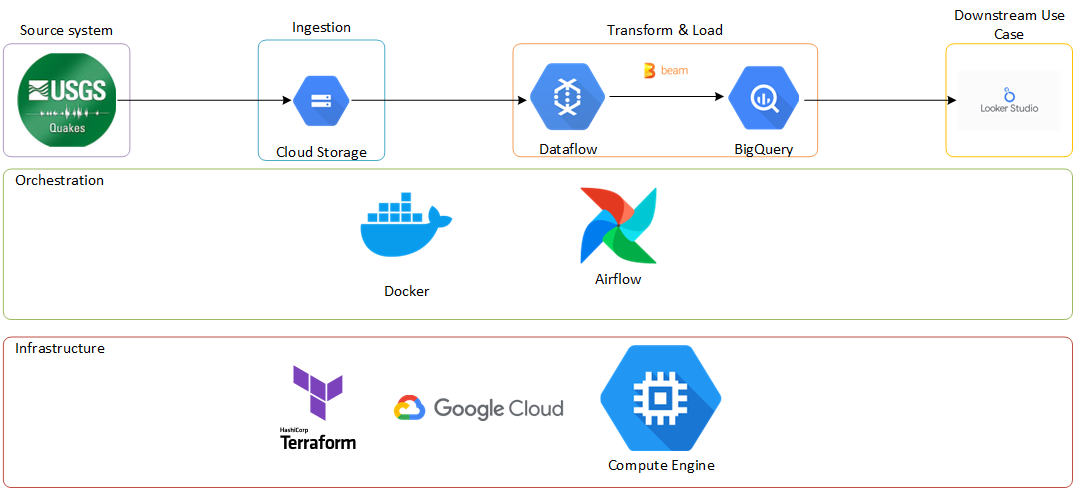 Source system
Ingestion
Transform & Load
Downstream Use
Case
USGS
Quakes
Cloud Storage
beam
Dataflow
BigQuery
Looker Studio
Orchestration
Docker
Airflow
Infrastructure
HashiCorp
Terraform
Google Cloud
Compute Engine